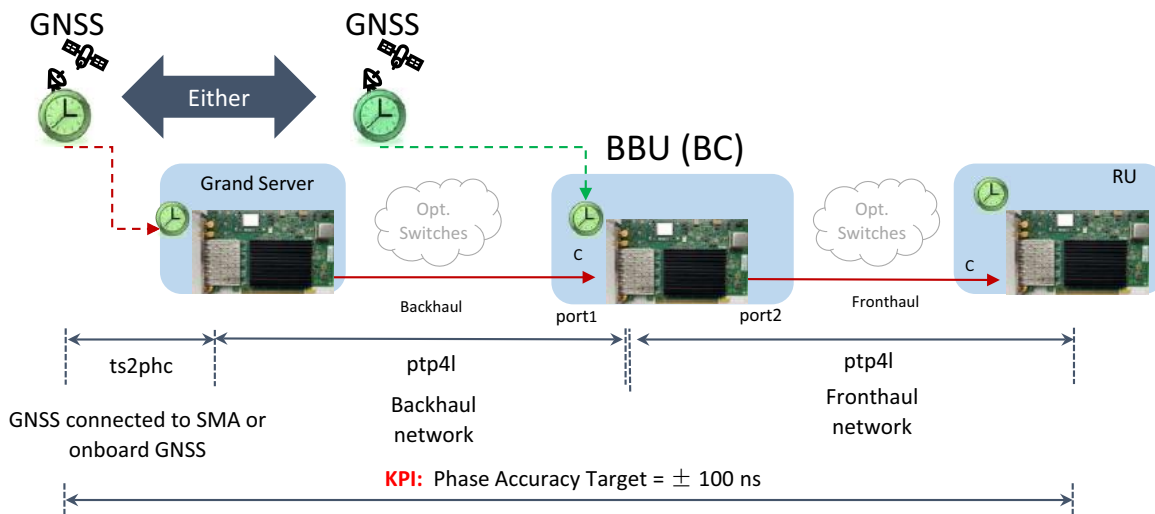 GNSS
GNSS
Either
BBU (BC)
Grand Server
RU
Opt.
Switches
Opt.
Switches
C
C
Backhaul
Fronthaul
port1
port2
ts2phc
ptp4l
ptp4l
GNSS connected to SMA or
onboard GNSS
Backhaul
network
Fronthaul
network
KPI: Phase Accuracy Target = ± 100 ns